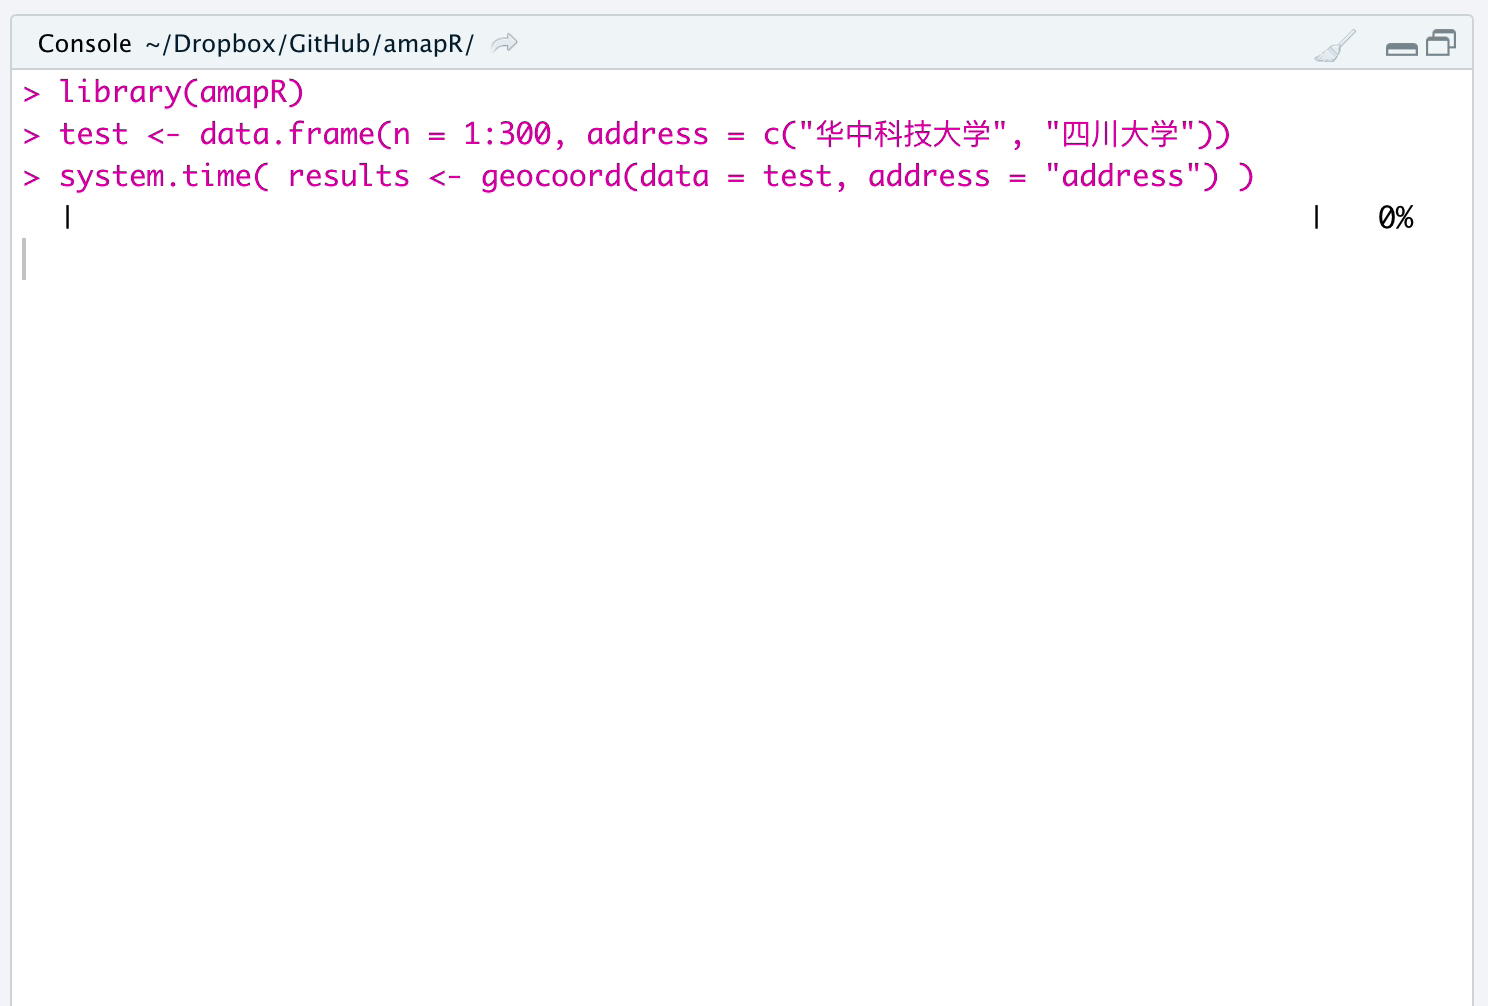 Console ~/Dropbox/GitHub/amapR/
> library(amapR)
> test <- data.frame(n = 1:300, address = c("华中科技大学", "四川大学"))
> system.time( results <- geocoord(data = test, address = "address") )
| | 0%